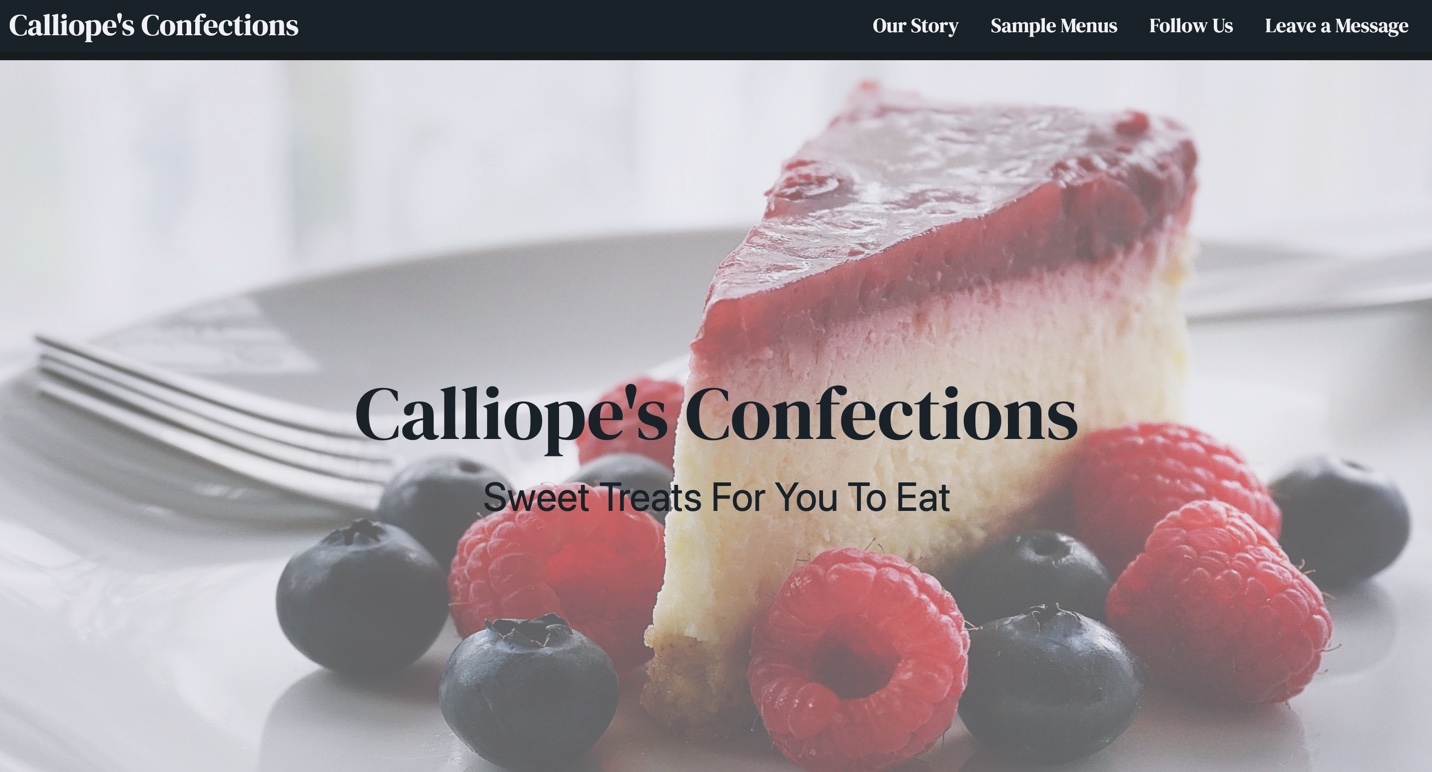 Calliope's Confections
Our Story Sample Menus Follow Us Leave a Message
Calliope's Confections
Sweet Treats For You To Eat